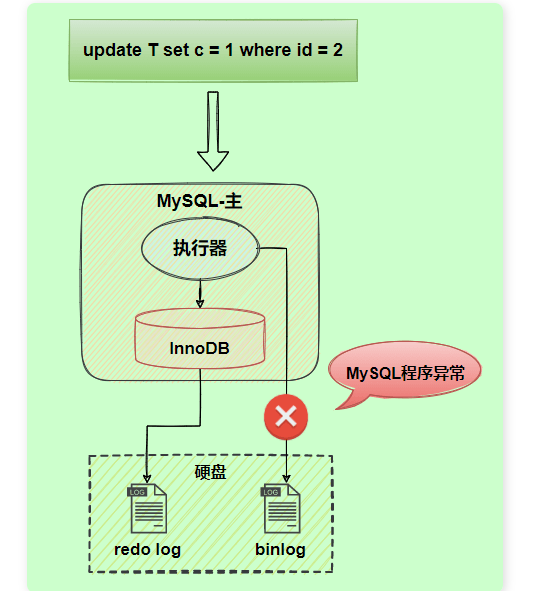 update T set c = 1 where id = 2
MySQL-主
执行器
InnoDB
MySQL程序异常
硬盘
LOG
LOG
redo log
binlog